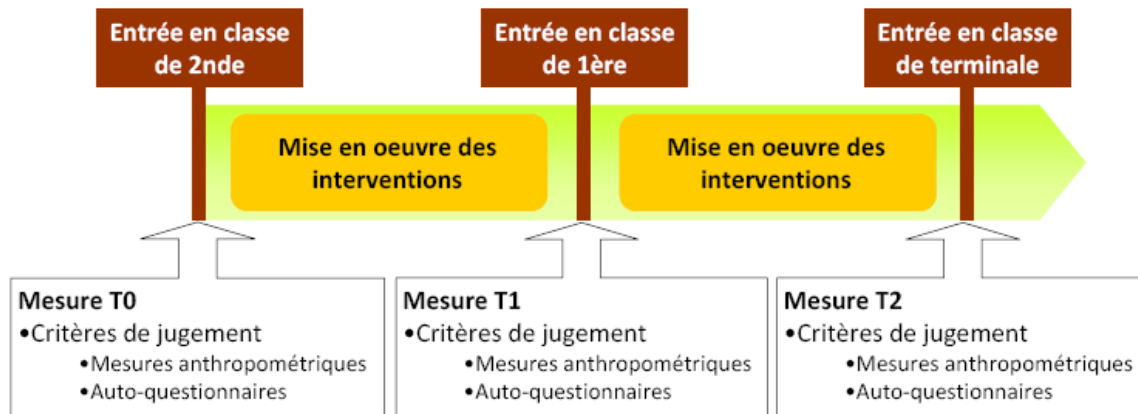 Entrée en classe
de 2nde
Entrée en classe
de 1ère
Entrée en classe
de terminale
Mise en oeuvre des
interventions
Mise en oeuvre des
interventions
Mesure T0
•Critères de jugement
•Mesures anthropométriques
•Auto-questionnaires
Mesure T1
•Critères de jugement
•Mesures anthropométriques
•Auto-questionnaires
Mesure T2
•Critères de jugement
•Mesures anthropométriques
•Auto-questionnaires